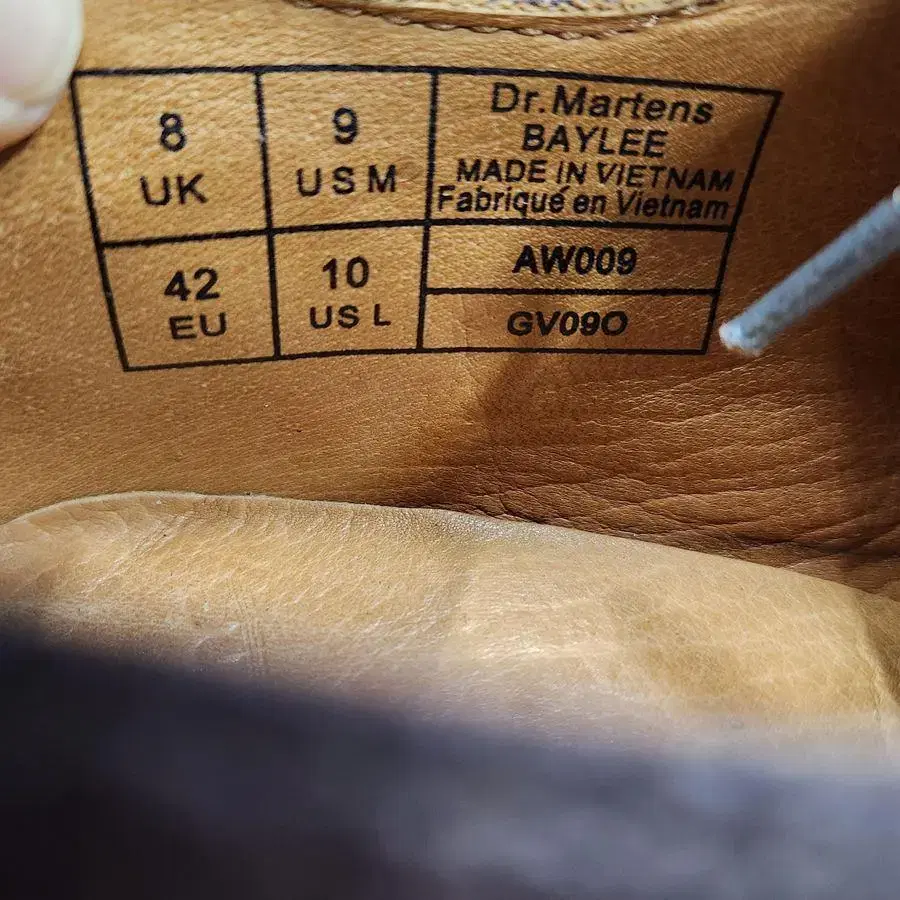 8
UK
9
US M
Dr.Martens
BAYLEE
MADE IN VIETNAM
Fabriqué en Vietnam
42
EU
10
US L
AW009
GV09O